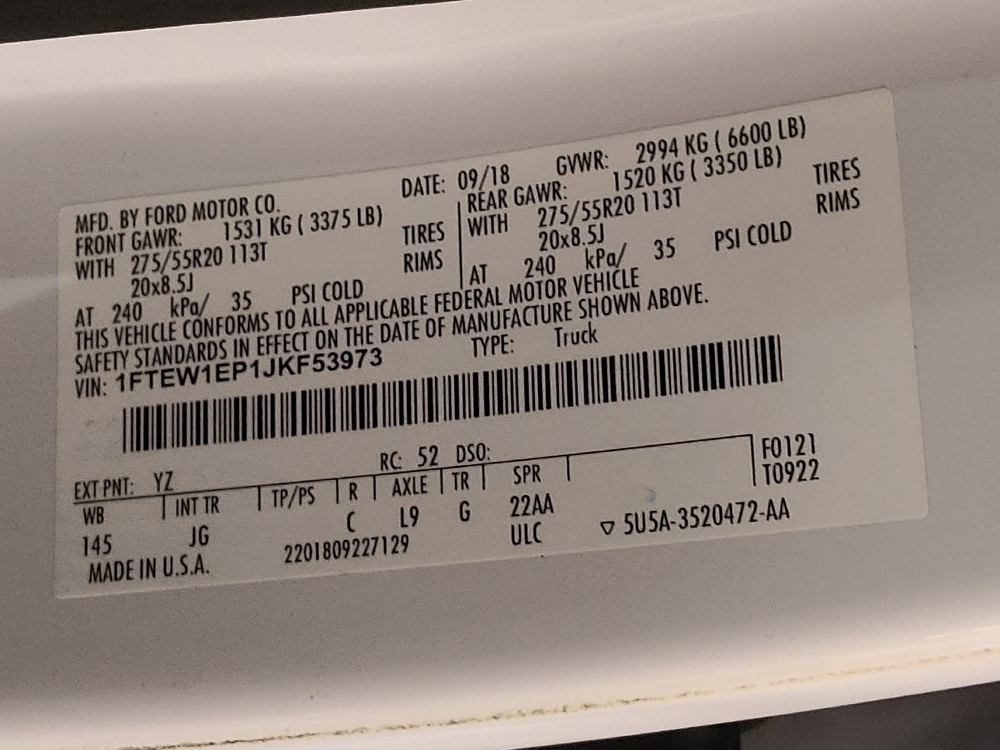 MFD. BY FORD MOTOR CO. DATE: 09/18 GVWR: 2994 KG ( 6600 LB)
FRONT GAWR: 1531 KG ( 3375 LB) REAR GAWR: 1520 KG ( 3350 LB)
WITH 275/55R20 113T TIRES WITH 275/55R20 113T TIRES
20x8.5J RIMS 20x8.5J RIMS
AT 240 kPa/ 35 PSI COLD AT 240 kPa/ 35 PSI COLD
THIS VEHICLE CONFORMS TO ALL APPLICABLE FEDERAL MOTOR VEHICLE
SAFETY STANDARDS IN EFFECT ON THE DATE OF MANUFACTURE SHOWN ABOVE.
VIN: 1FTEW1EP1JKF53973 TYPE: Truck
EXT PNT: YZ RC: 52 DSO: F0121
WB INT TR TP/PS R AXLE TR SPR T0922
145 JG C L9 G 22AA
MADE IN U.S.A. 2201809227129 ULC ▽ 5U5A-3520472-AA